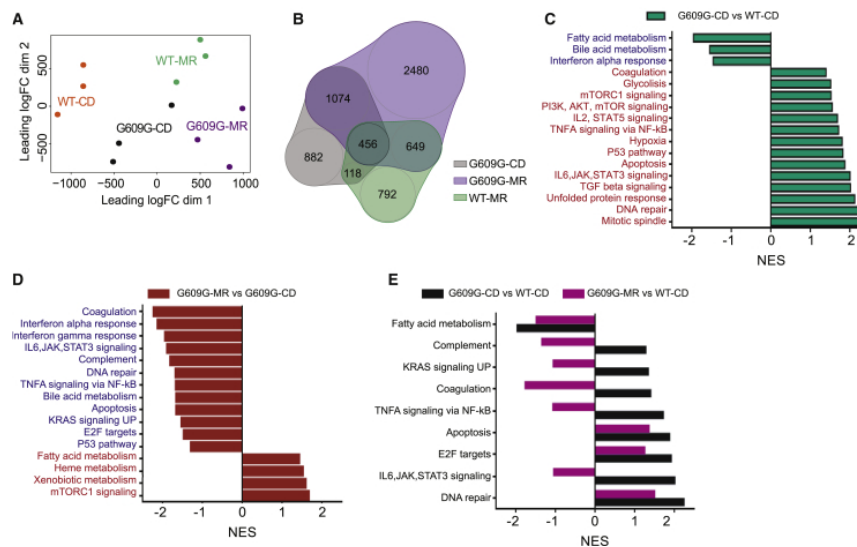 A
Leading logFC dim 2
500
0
−500
WT-MR
WT-CD
G609G-CD
G609G-MR
−1000
−500
0
500
1000
Leading logFC dim 1
B
2480
1074
456
649
882
118
792
G609G-CD
G609G-MR
WT-MR
C
G609G-CD vs WT-CD
Fatty acid metabolism
Bile acid metabolism
Interferon alpha response
Coagulation
Glycolisis
mTORC1 signaling
PI3K, AKT, mTOR signaling
IL2, STAT5 signaling
TNFA signaling via NF-kB
Hypoxia
P53 pathway
Apoptosis
IL6,JAK,STAT3 signaling
TGF beta signaling
Unfolded protein response
DNA repair
Mitotic spindle
-2 -1 0 1 2
NES
D
G609G-MR vs G609G-CD
Coagulation
Interferon alpha response
Interferon gamma response
IL6,JAK,STAT3 signaling
Complement
DNA repair
TNFA signaling via NF-kB
Bile acid metabolism
Apoptosis
KRAS signaling UP
E2F targets
P53 pathway
Fatty acid metabolism
Heme metabolism
Xenobiotic metabolism
mTORC1 signaling
-2 -1 0 1 2
NES
E
G609G-CD vs WT-CD G609G-MR vs WT-CD
Fatty acid metabolism
Complement
KRAS signaling UP
Coagulation
TNFA signaling via NF-kB
Apoptosis
E2F targets
IL6,JAK,STAT3 signaling
DNA repair
-2 -1 0 1 2
NES